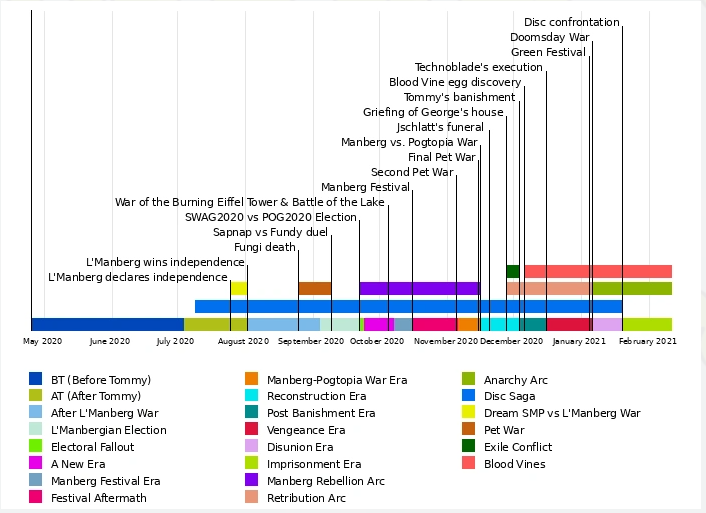 Disc confrontation
Doomsday War
Green Festival
Technoblade's execution
Blood Vine egg discovery
Tommy's banishment
Griefing of George's house
Jschlatt's funeral
Manberg vs. Pogtopia War
Final Pet War
Second Pet War
Manberg Festival
War of the Burning Eiffel Tower & Battle of the Lake
SWAG2020 vs POG2020 Election
Sapnap vs Fundy duel
Fungi death
L'Manberg wins independence
L'Manberg declares independence
May 2020 June 2020 July 2020 August 2020 September 2020 October 2020 November 2020 December 2020 January 2021 February 2021
BT (Before Tommy)
AT (After Tommy)
After L'Manberg War
L'Manbergian Election
Electoral Fallout
A New Era
Manberg Festival Era
Festival Aftermath
Manberg-Pogtopia War Era
Reconstruction Era
Post Banishment Era
Vengeance Era
Disunion Era
Imprisonment Era
Manberg Rebellion Arc
Retribution Arc
Anarchy Arc
Disc Saga
Dream SMP vs L'Manberg War
Pet War
Exile Conflict
Blood Vines